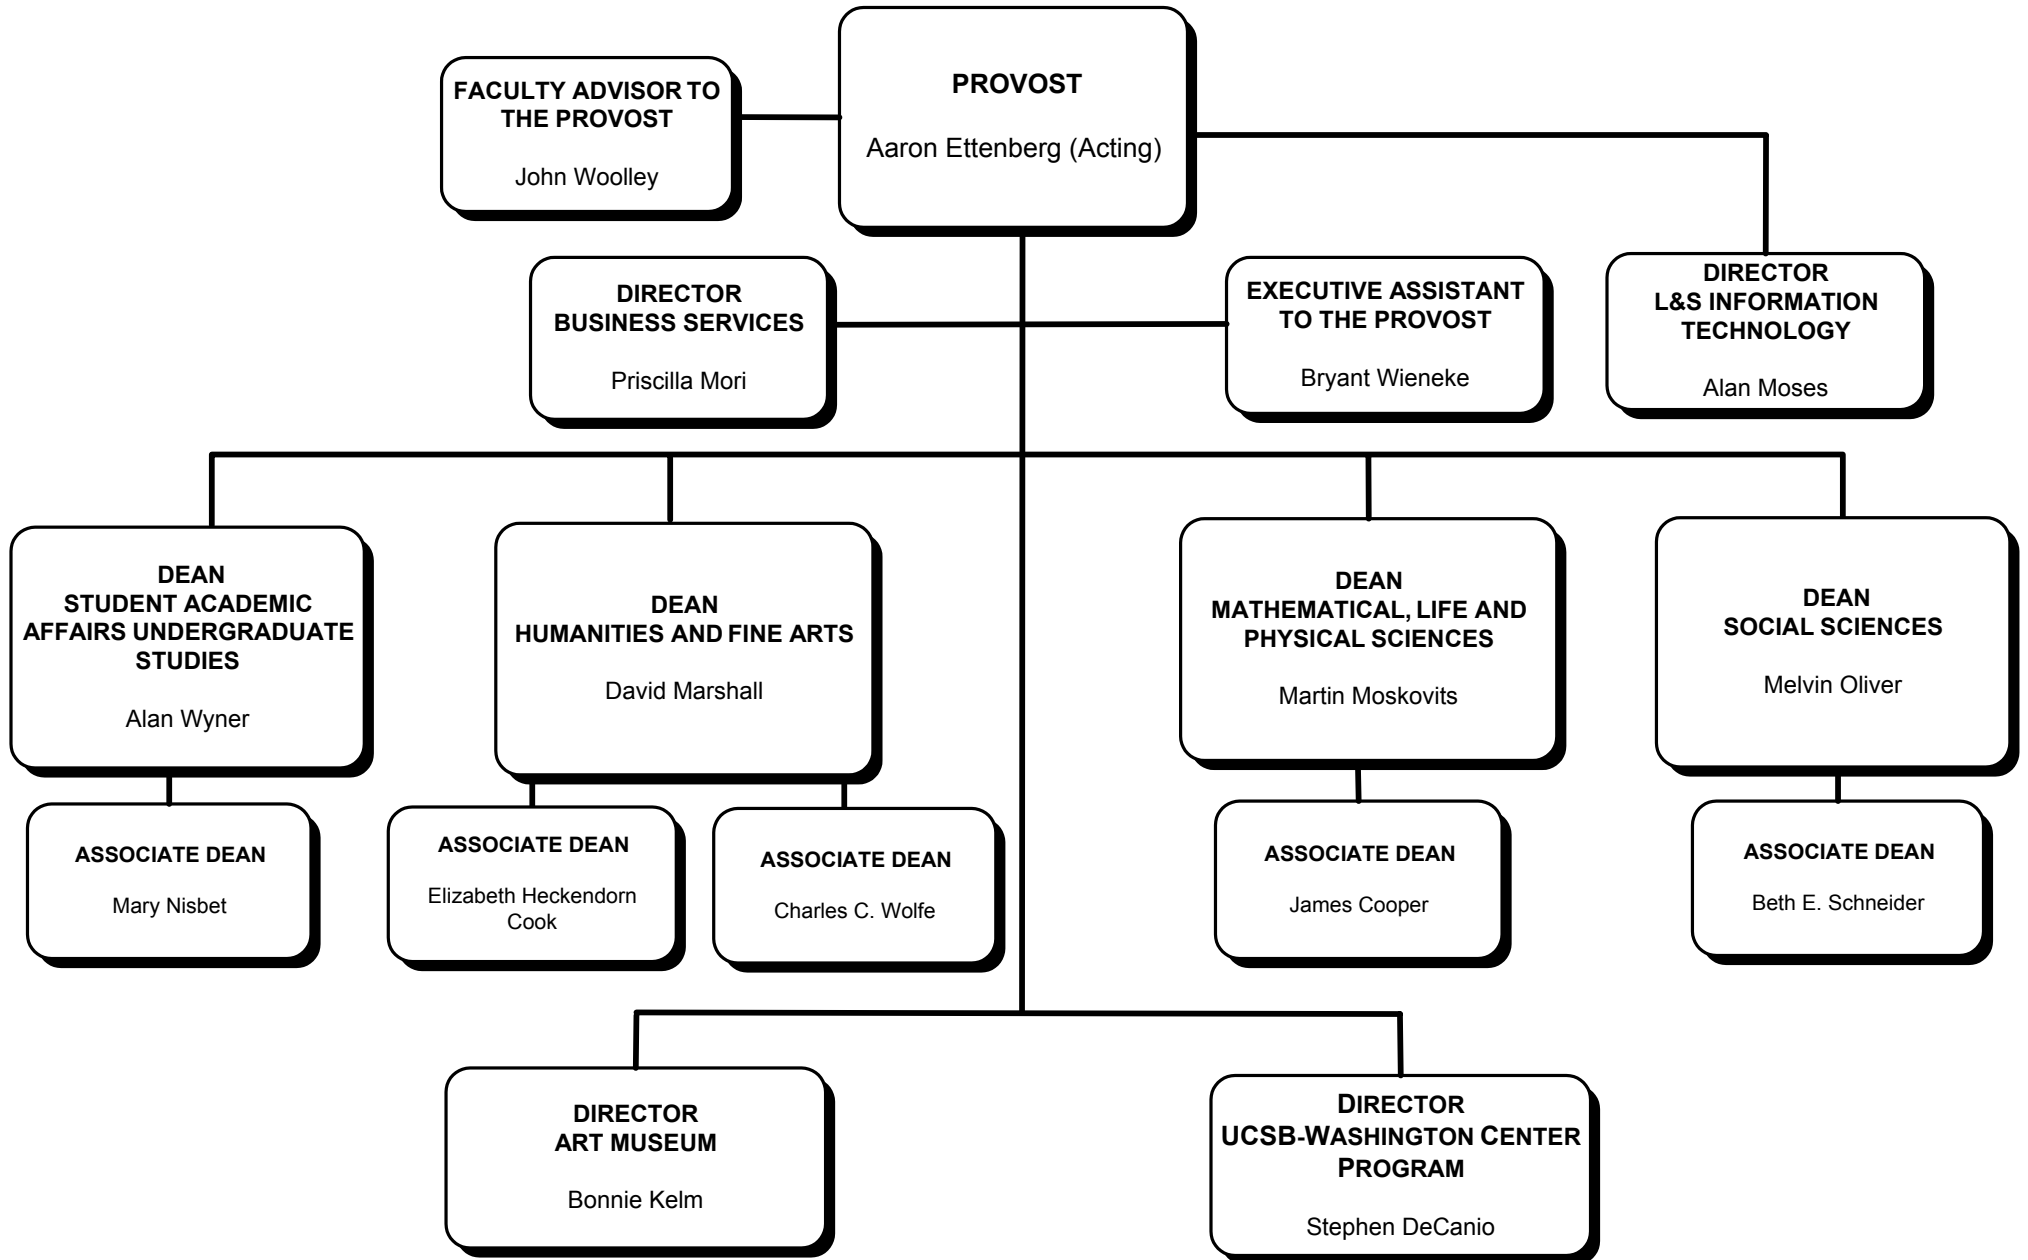 PROVOST
Aaron Ettenberg (Acting)
FACULTY ADVISOR TO
THE PROVOST
John Woolley
DIRECTOR
BUSINESS SERVICES
Priscilla Mori
EXECUTIVE ASSISTANT
TO THE PROVOST
Bryant Wieneke
DIRECTOR
L&S INFORMATION
TECHNOLOGY
Alan Moses
DEAN
STUDENT ACADEMIC
AFFAIRS UNDERGRADUATE
STUDIES
Alan Wyner
DEAN
HUMANITIES AND FINE ARTS
David Marshall
DEAN
MATHEMATICAL, LIFE AND
PHYSICAL SCIENCES
Martin Moskovits
DEAN
SOCIAL SCIENCES
Melvin Oliver
ASSOCIATE DEAN
Mary Nisbet
ASSOCIATE DEAN
Elizabeth Heckendorn
Cook
ASSOCIATE DEAN
Charles C. Wolfe
ASSOCIATE DEAN
James Cooper
ASSOCIATE DEAN
Beth E. Schneider
DIRECTOR
ART MUSEUM
Bonnie Kelm
DIRECTOR
UCSB-WASHINGTON CENTER
PROGRAM
Stephen DeCanio